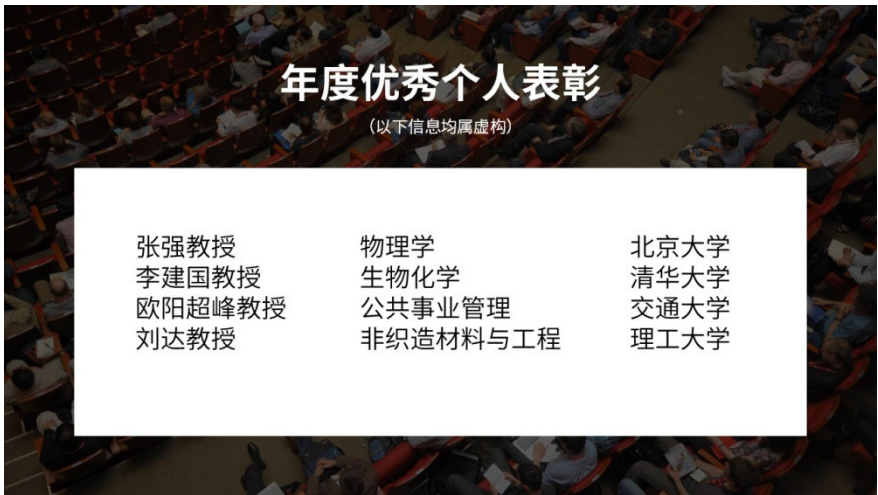 年度优秀个人表彰
（以下信息均属虚构）
张强教授 物理学 北京大学
李建国教授 生物化学 清华大学
欧阳超峰教授 公共事业管理 交通大学
刘达教授 非织造材料与工程 理工大学